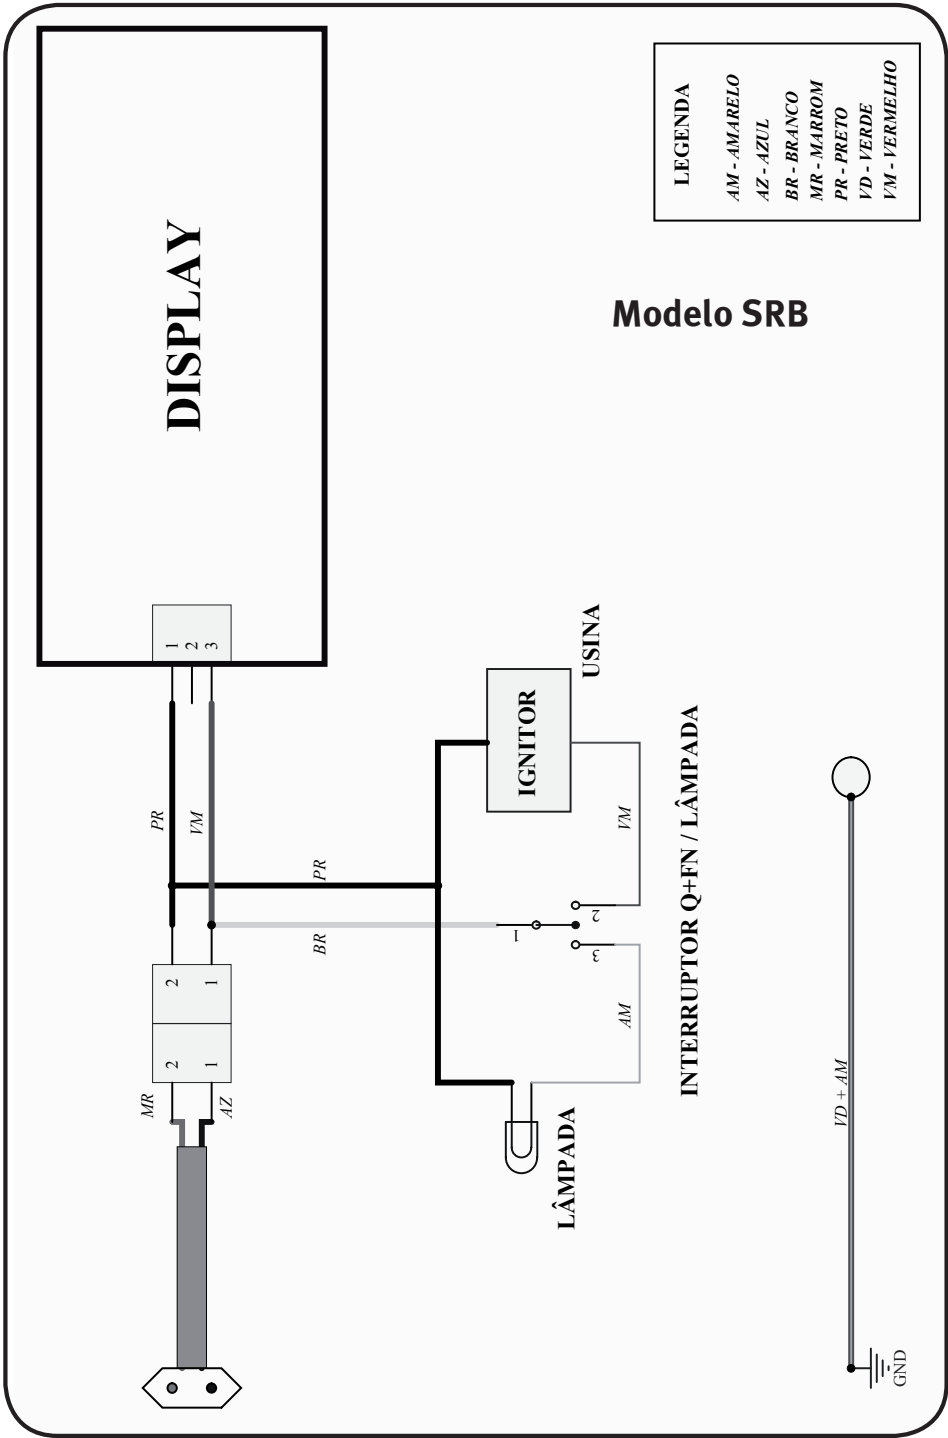 DISPLAY
1
2
3
LEGENDA
AM - AMARELO
AZ - AZUL
BR - BRANCO
MR - MARROM
PR - PRETO
VD - VERDE
VM - VERMELHO
Modelo SRB
PR
VM
PR
BR
2
1
2
1
MR
AZ
IGNITOR
USINA
VM
1
2
3
AM
INTERRUPTOR Q+FN / LÂMPADA
LÂMPADA
VD + AM
GND